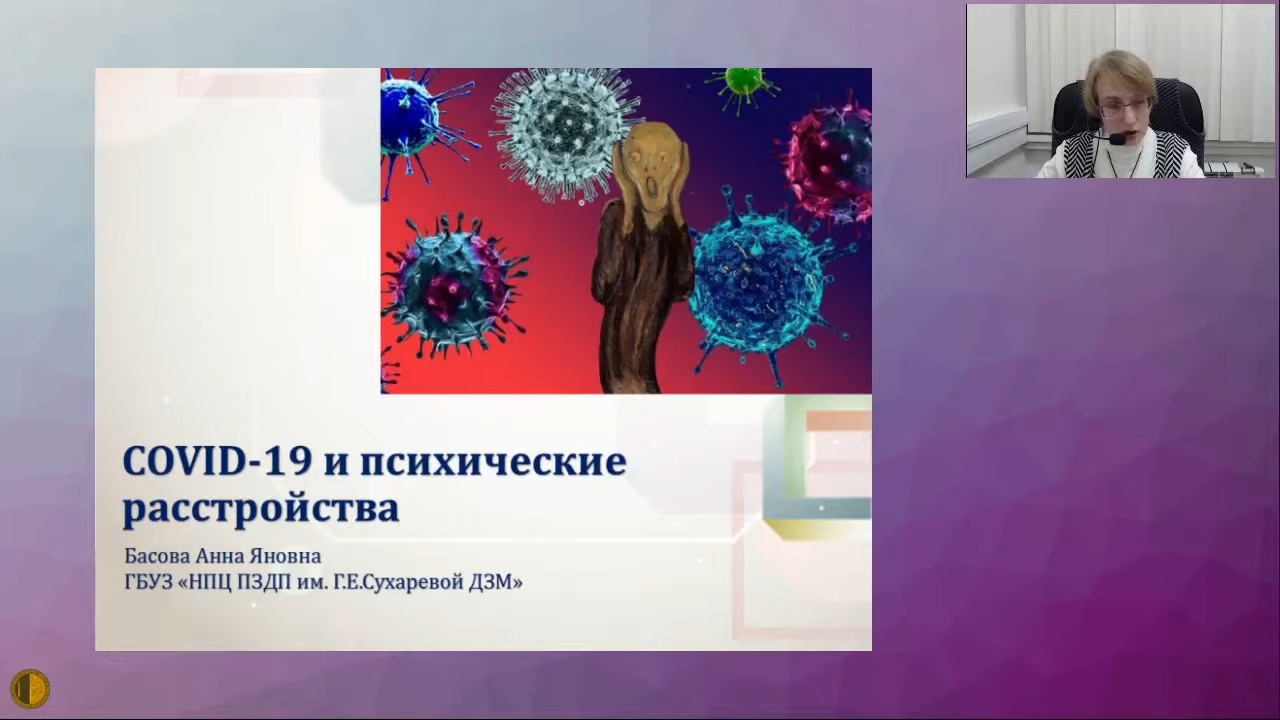 COVID-19 и психические
расстройства
Басова Анна Яновна
ГБУЗ «НПЦ ПЗДП им. Г.Е.Сухаревой ДЗМ»